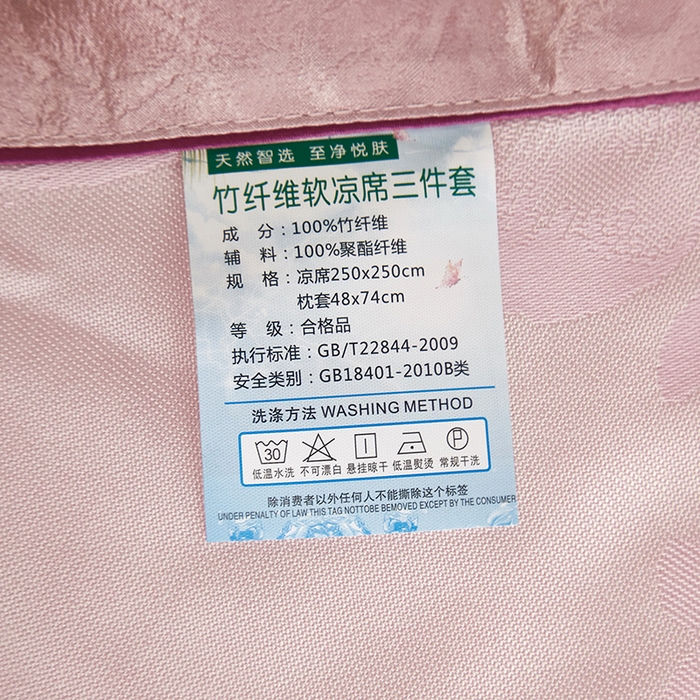 天然智选 至净悦肤
竹纤维软凉席三件套
成 分：100%竹纤维
辅 料：100%聚酯纤维
规 格：凉席250x250cm
枕套48x74cm
等 级：合格品
执行标准：GB/T22844-2009
安全类别：GB18401-2010B类
洗涤方法 WASHING METHOD
30 P
低温水洗 不可漂白 悬挂晾干 低温熨烫 常规干洗
除消费者以外任何人不能撕除这个标签
UNDER PENALTY OF LAW THIS TAG NOTTOBE BEMOVED EXCEPT BY THE CONSUMER